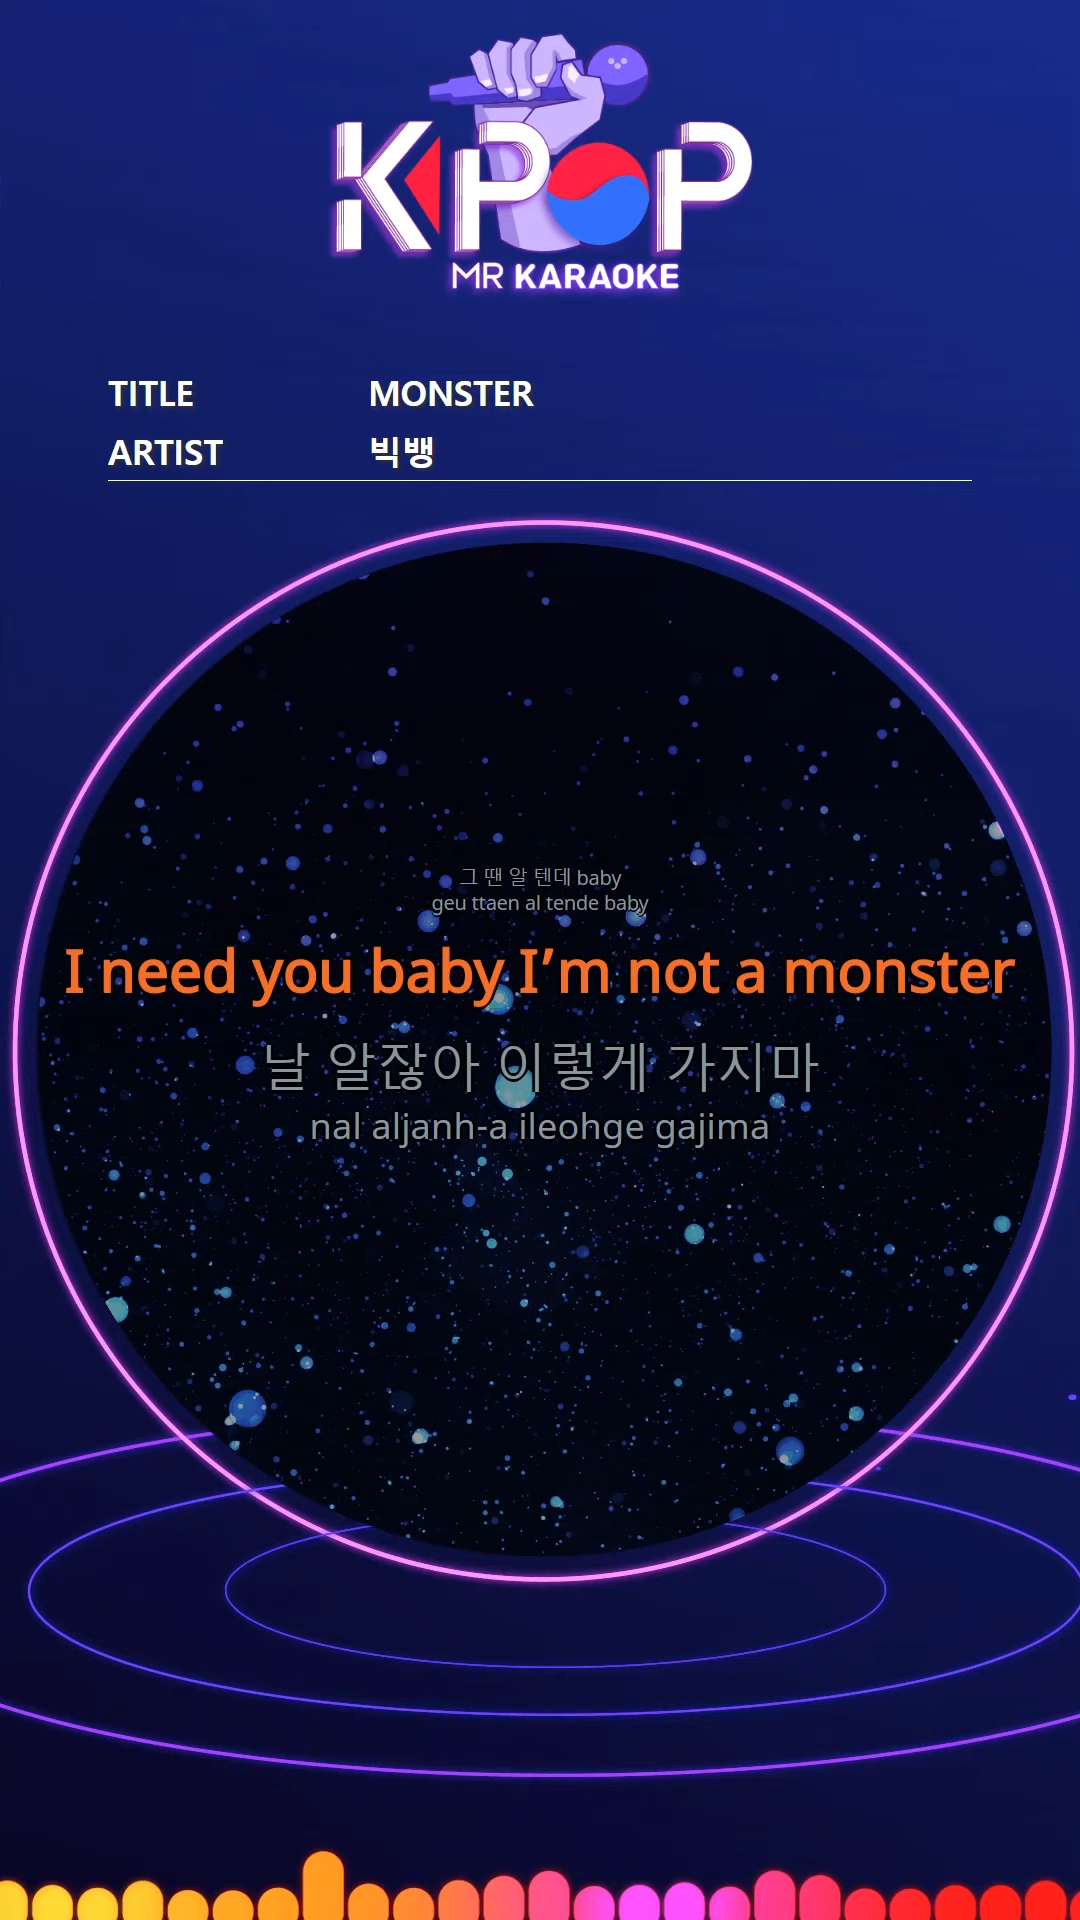 KPOP
MR KARAOKE
TITLE MONSTER
ARTIST 빅뱅
그 땐 알 텐데 baby
geu ttaen al tende baby
I need you baby I’m not a monster
날 알잖아 이렇게 가지마
nal aljanh-a ileohge gajima